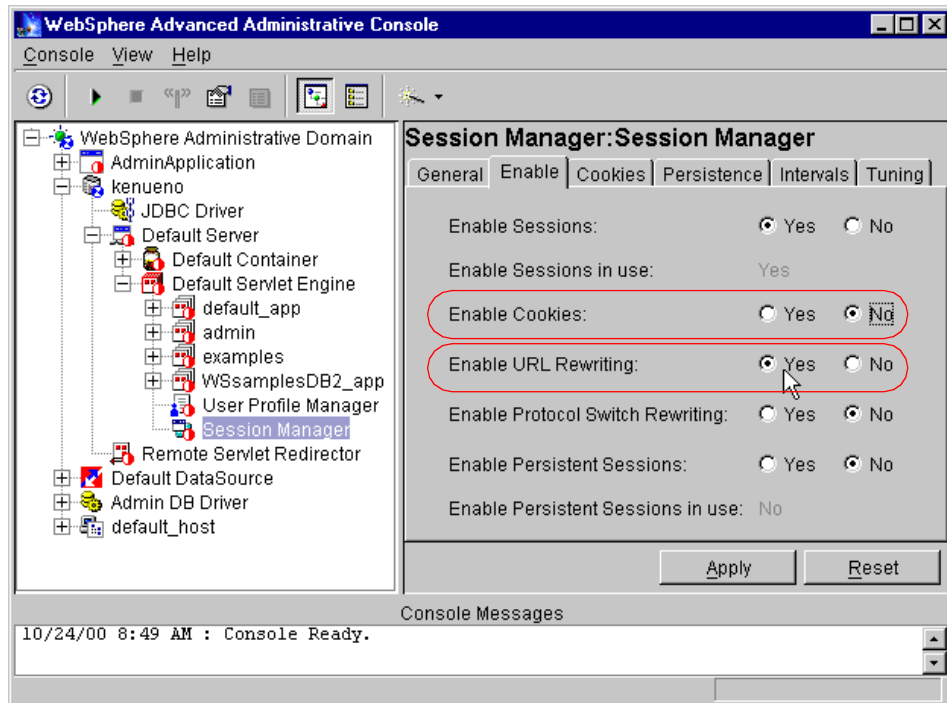 WebSphere Advanced Administrative Console
Console View Help
WebSphere Administrative Domain
AdminApplication
kenueno
JDBC Driver
Default Server
Default Container
Default Servlet Engine
default_app
admin
examples
WSsamplesDB2_app
User Profile Manager
Session Manager
Remote Servlet Redirector
Default DataSource
Admin DB Driver
default_host
Session Manager:Session Manager
General Enable Cookies Persistence Intervals Tuning
Enable Sessions: Yes No
Enable Sessions in use: Yes
Enable Cookies: Yes No
Enable URL Rewriting: Yes No
Enable Protocol Switch Rewriting: Yes No
Enable Persistent Sessions: Yes No
Enable Persistent Sessions in use: No
Apply Reset
Console Messages
10/24/00 8:49 AM : Console Ready.